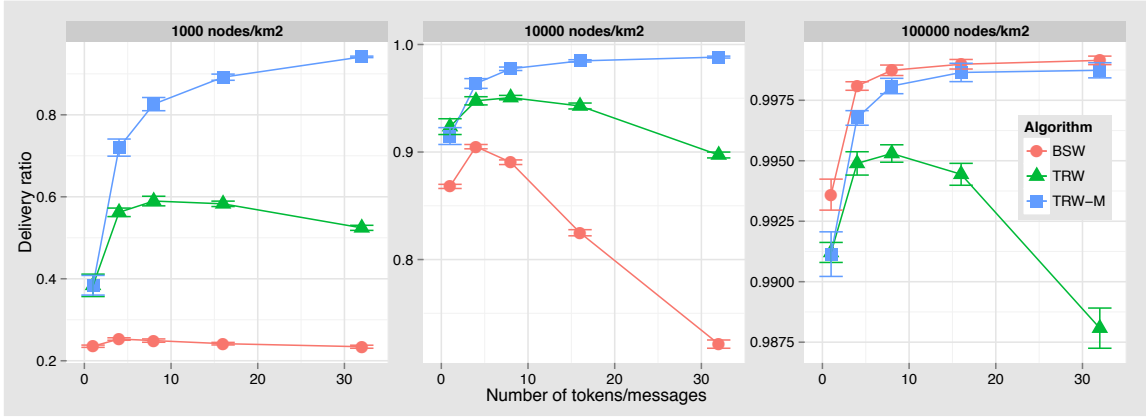 1000 nodes/km2
10000 nodes/km2
100000 nodes/km2
Delivery ratio
0.8
0.6
0.4
0.2
0 10 20 30
1.0
0.9
0.8
0 10 20 30
0.9975
0.9950
0.9925
0.9900
0.9875
0 10 20 30
Algorithm
BSW
TRW
TRW-M
Number of tokens/messages